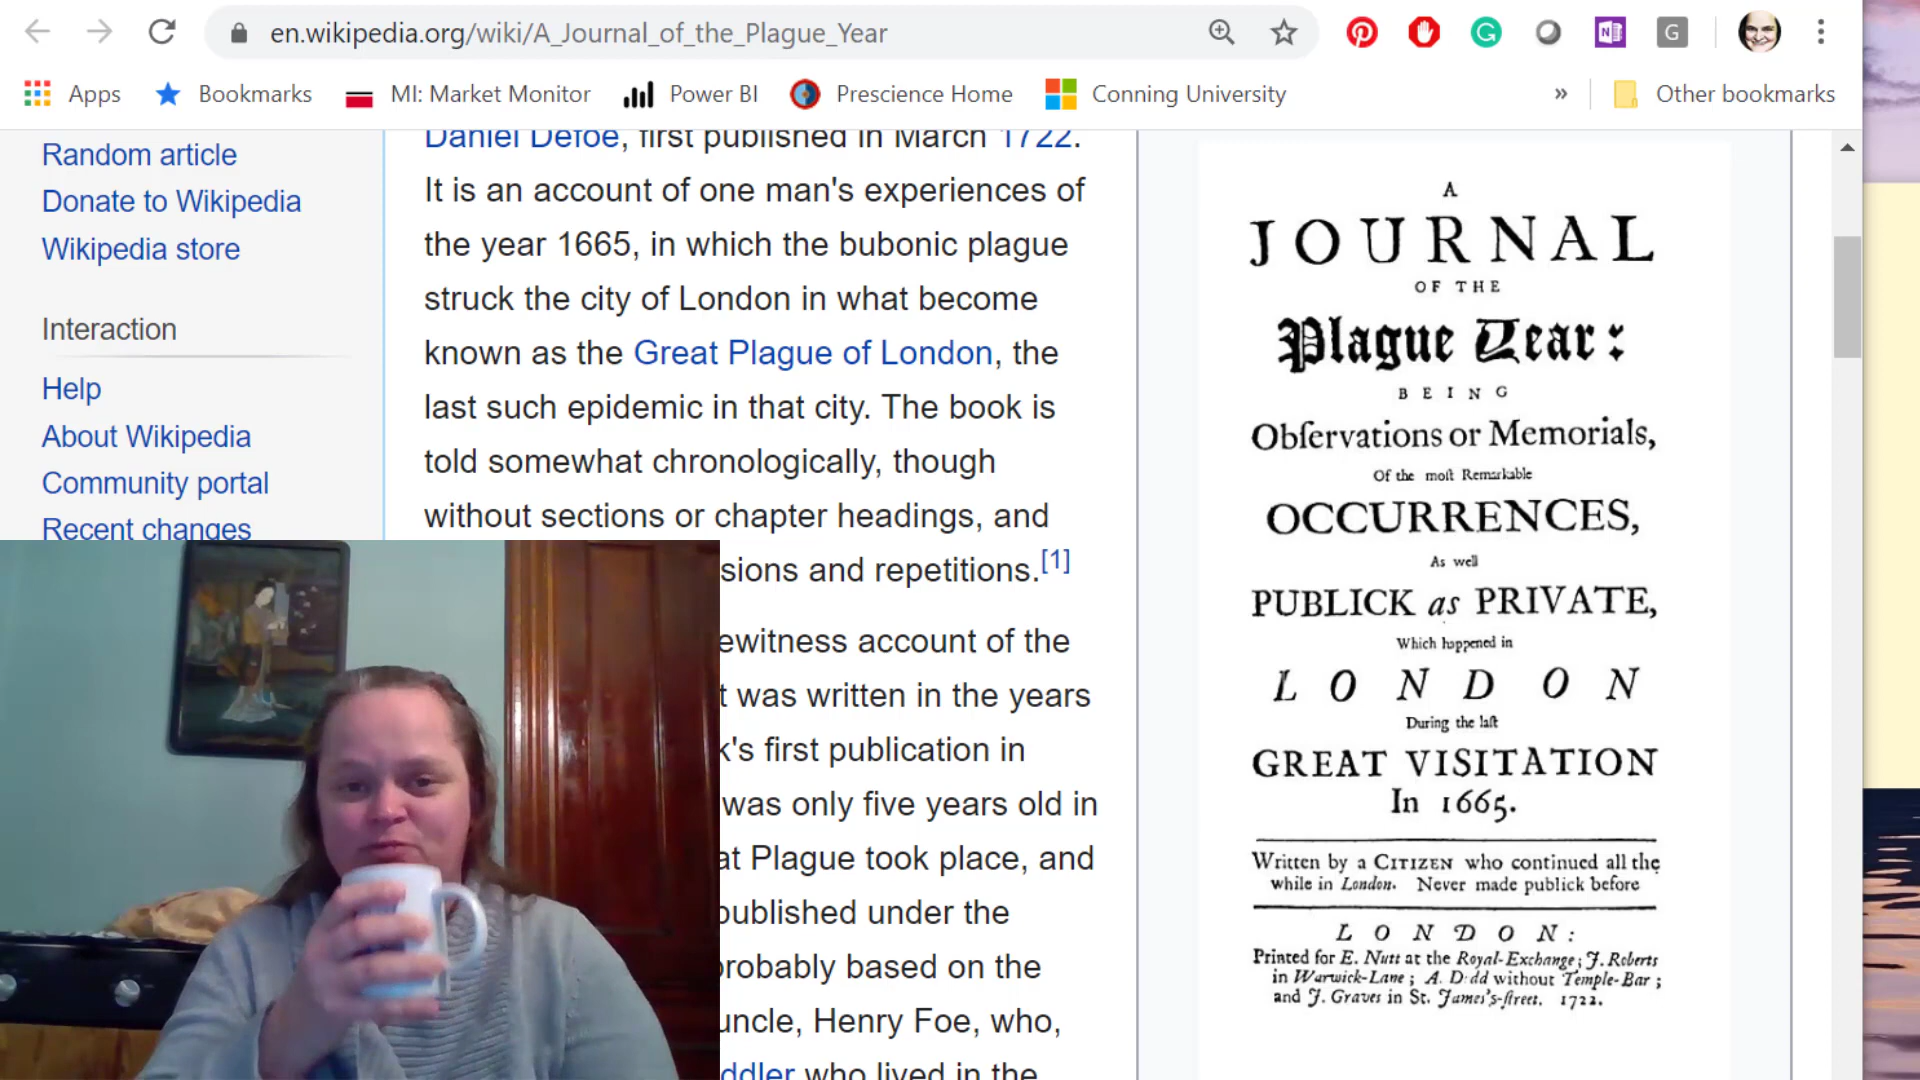 en.wikipedia.org/wiki/A_Journal_of_the_Plague_Year
Apps
Bookmarks
MI: Market Monitor
Power BI
Prescience Home
Conning University
»
Other bookmarks
Random article
Donate to Wikipedia
Wikipedia store
Interaction
Help
About Wikipedia
Community portal
Recent changes
Daniel Defoe, first published in March 1722.
It is an account of one man's experiences of
the year 1665, in which the bubonic plague
struck the city of London in what become
known as the Great Plague of London, the
last such epidemic in that city. The book is
told somewhat chronologically, though
without sections or chapter headings, and
sions and repetitions.[1]
ewitness account of the
t was written in the years
k's first publication in
was only five years old in
at Plague took place, and
published under the
probably based on the
uncle, Henry Foe, who,
ddler who lived in the
A
JOURNAL
OF THE
Plague Year:
BEING
Obſervations or Memorials,
Of the moſt Remarkable
OCCURRENCES,
As well
PUBLICK as PRIVATE,
Which happened in
LONDON
During the laſt
GREAT VISITATION
In 1665.
Written by a CITIZEN who continued all the
while in London. Never made publick before
LONDON:
Printed for E. Nutt at the Royal-Exchange; J. Roberts
in Warwick-Lane; A. Dodd without Temple-Bar;
and J. Graves in St. James's-ſtreet. 1722.